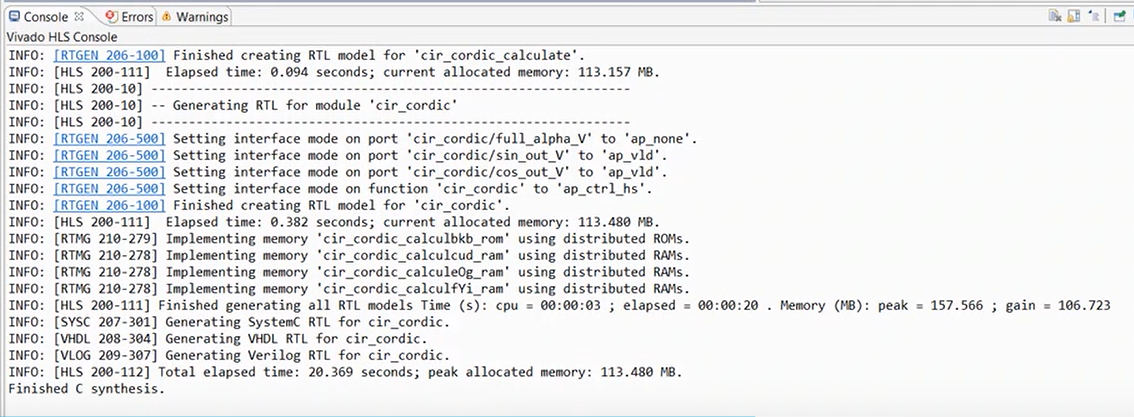 Console Errors Warnings
Vivado HLS Console
INFO: [RTGEN 206-100] Finished creating RTL model for 'cir_cordic_calculate'.
INFO: [HLS 200-111]  Elapsed time: 0.094 seconds; current allocated memory: 113.157 MB.
INFO: [HLS 200-10] ----------------------------------------------------------------
INFO: [HLS 200-10] -- Generating RTL for module 'cir_cordic'
INFO: [HLS 200-10] ----------------------------------------------------------------
INFO: [RTGEN 206-500] Setting interface mode on port 'cir_cordic/full_alpha_V' to 'ap_none'.
INFO: [RTGEN 206-500] Setting interface mode on port 'cir_cordic/sin_out_V' to 'ap_vld'.
INFO: [RTGEN 206-500] Setting interface mode on port 'cir_cordic/cos_out_V' to 'ap_vld'.
INFO: [RTGEN 206-500] Setting interface mode on function 'cir_cordic' to 'ap_ctrl_hs'.
INFO: [RTGEN 206-100] Finished creating RTL model for 'cir_cordic'.
INFO: [HLS 200-111]  Elapsed time: 0.382 seconds; current allocated memory: 113.480 MB.
INFO: [RTMG 210-279] Implementing memory 'cir_cordic_calculbkb_rom' using distributed ROMs.
INFO: [RTMG 210-278] Implementing memory 'cir_cordic_calculcud_ram' using distributed RAMs.
INFO: [RTMG 210-278] Implementing memory 'cir_cordic_calculeOg_ram' using distributed RAMs.
INFO: [RTMG 210-278] Implementing memory 'cir_cordic_calculfYi_ram' using distributed RAMs.
INFO: [HLS 200-111] Finished generating all RTL models Time (s): cpu = 00:00:03 ; elapsed = 00:00:20 . Memory (MB): peak = 157.566 ; gain = 106.723
INFO: [SYSC 207-301] Generating SystemC RTL for cir_cordic.
INFO: [VHDL 208-304] Generating VHDL RTL for cir_cordic.
INFO: [VLOG 209-307] Generating Verilog RTL for cir_cordic.
INFO: [HLS 200-112] Total elapsed time: 20.369 seconds; peak allocated memory: 113.480 MB.
Finished C synthesis.